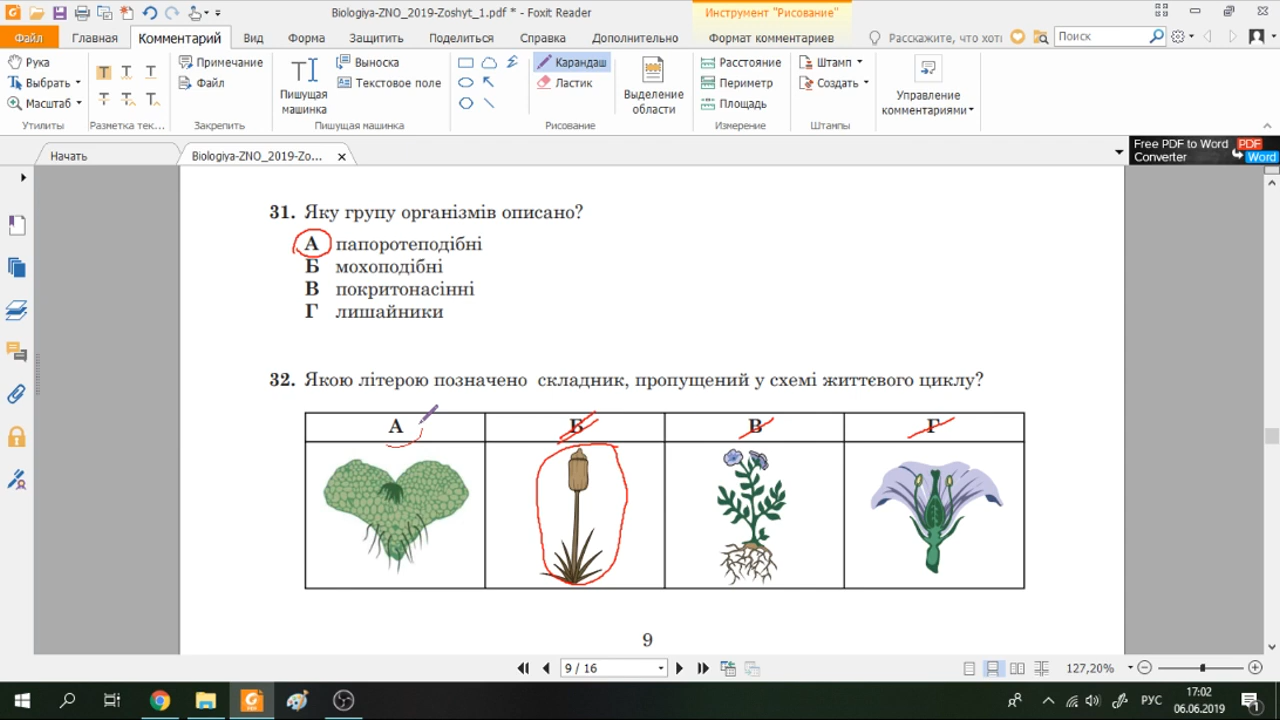 Biologiya-ZNO_2019-Zoshyt_1.pdf * - Foxit Reader
Инструмент "Рисование"
Файл
Главная
Комментарий
Вид
Форма
Защитить
Поделиться
Справка
Дополнительно
Формат комментариев
Расскажите, что хоті
Поиск
Рука
Выбрать
Масштаб
Утилиты
T T T
T T T
Разметка тек...
Примечание
Файл
Закрепить
Пишущая машинка
Выноска
Текстовое поле
Пишущая машинка
Карандаш
Ластик
Рисование
Выделение области
Расстояние
Периметр
Площадь
Измерение
Штамп
Создать
Штампы
Управление комментариями
Начать
Biologiya-ZNO_2019-Zo...
Free PDF to Word Converter
PDF
Word
31. Яку групу організмів описано?
А папоротеподібні
Б мохоподібні
В покритонасінні
Г лишайники
32. Якою літерою позначено складник, пропущений у схемі життєвого циклу?
А Б В Г
9
9 / 16
127,20%
РУС
17:02
06.06.2019
1